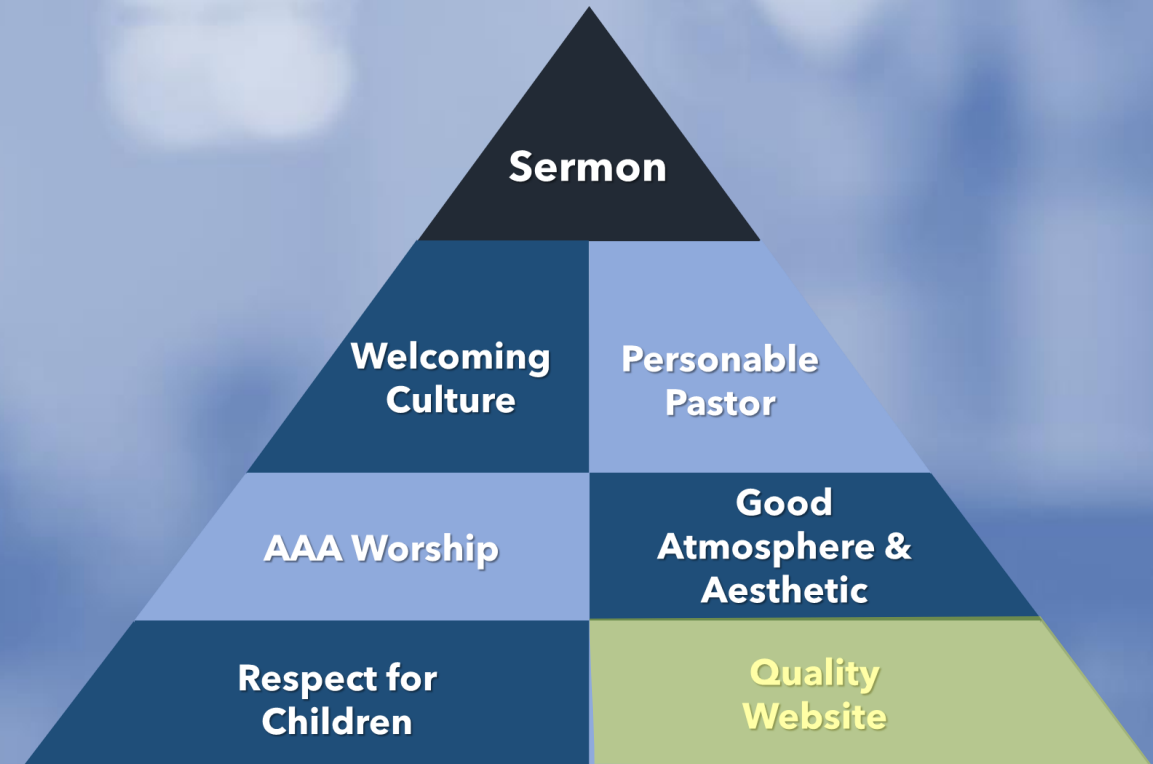 Sermon
Welcoming
Culture
Personable
Pastor
AAA Worship
Good
Atmosphere &
Aesthetic
Respect for
Children
Quality
Website